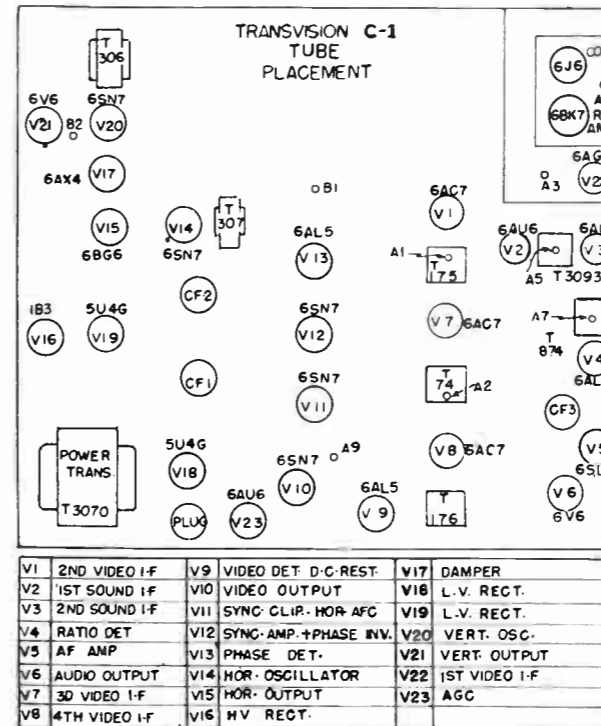 TRANSVISION C-1
TUBE
PLACEMENT
T
306
6J6
6BK7
6V6
6SN7
V21
B2
V20
A3
6AX4
V17
B1
6AC7
V1
V15
V14
T
307
6AL5
6AU6
V2
6BG6
6SN7
V13
A1
T
175
A5
T3093
CF2
1B3
5U4G
6SN7
A7
V16
V19
V12
V7
6AC7
T
874
CF1
6SN7
T
74
A2
V11
CF3
POWER
TRANS.
T3070
5U4G
6SN7
A9
V8
6AC7
V18
V10
6AL5
V6
6AU6
6V6
PLUG
V23
V9
T
176
V1 2ND VIDEO I-F V9 VIDEO DET. D.C. REST. V17 DAMPER
V2 1ST SOUND I-F V10 VIDEO OUTPUT V18 L.V. RECT.
V3 2ND SOUND I-F V11 SYNC. CLIP.- HOR. AFC V19 L.V. RECT.
V4 RATIO DET V12 SYNC. AMP. + PHASE INV. V20 VERT. OSC.
V5 AF AMP V13 PHASE DET. V21 VERT. OUTPUT
V6 AUDIO OUTPUT V14 HOR. OSCILLATOR V22 1ST VIDEO I-F
V7 3D VIDEO I-F V15 HOR. OUTPUT V23 AGC
V8 4TH VIDEO I-F V16 HV RECT.